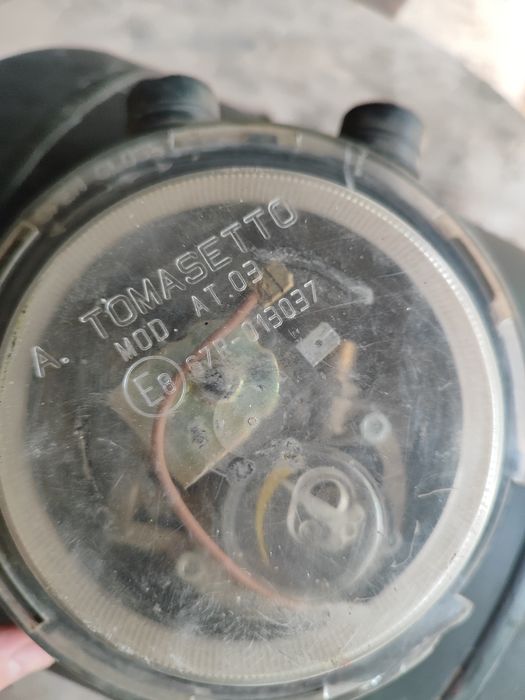 A. TOMASETTO
MOD. AT.03
E8 67R-013037